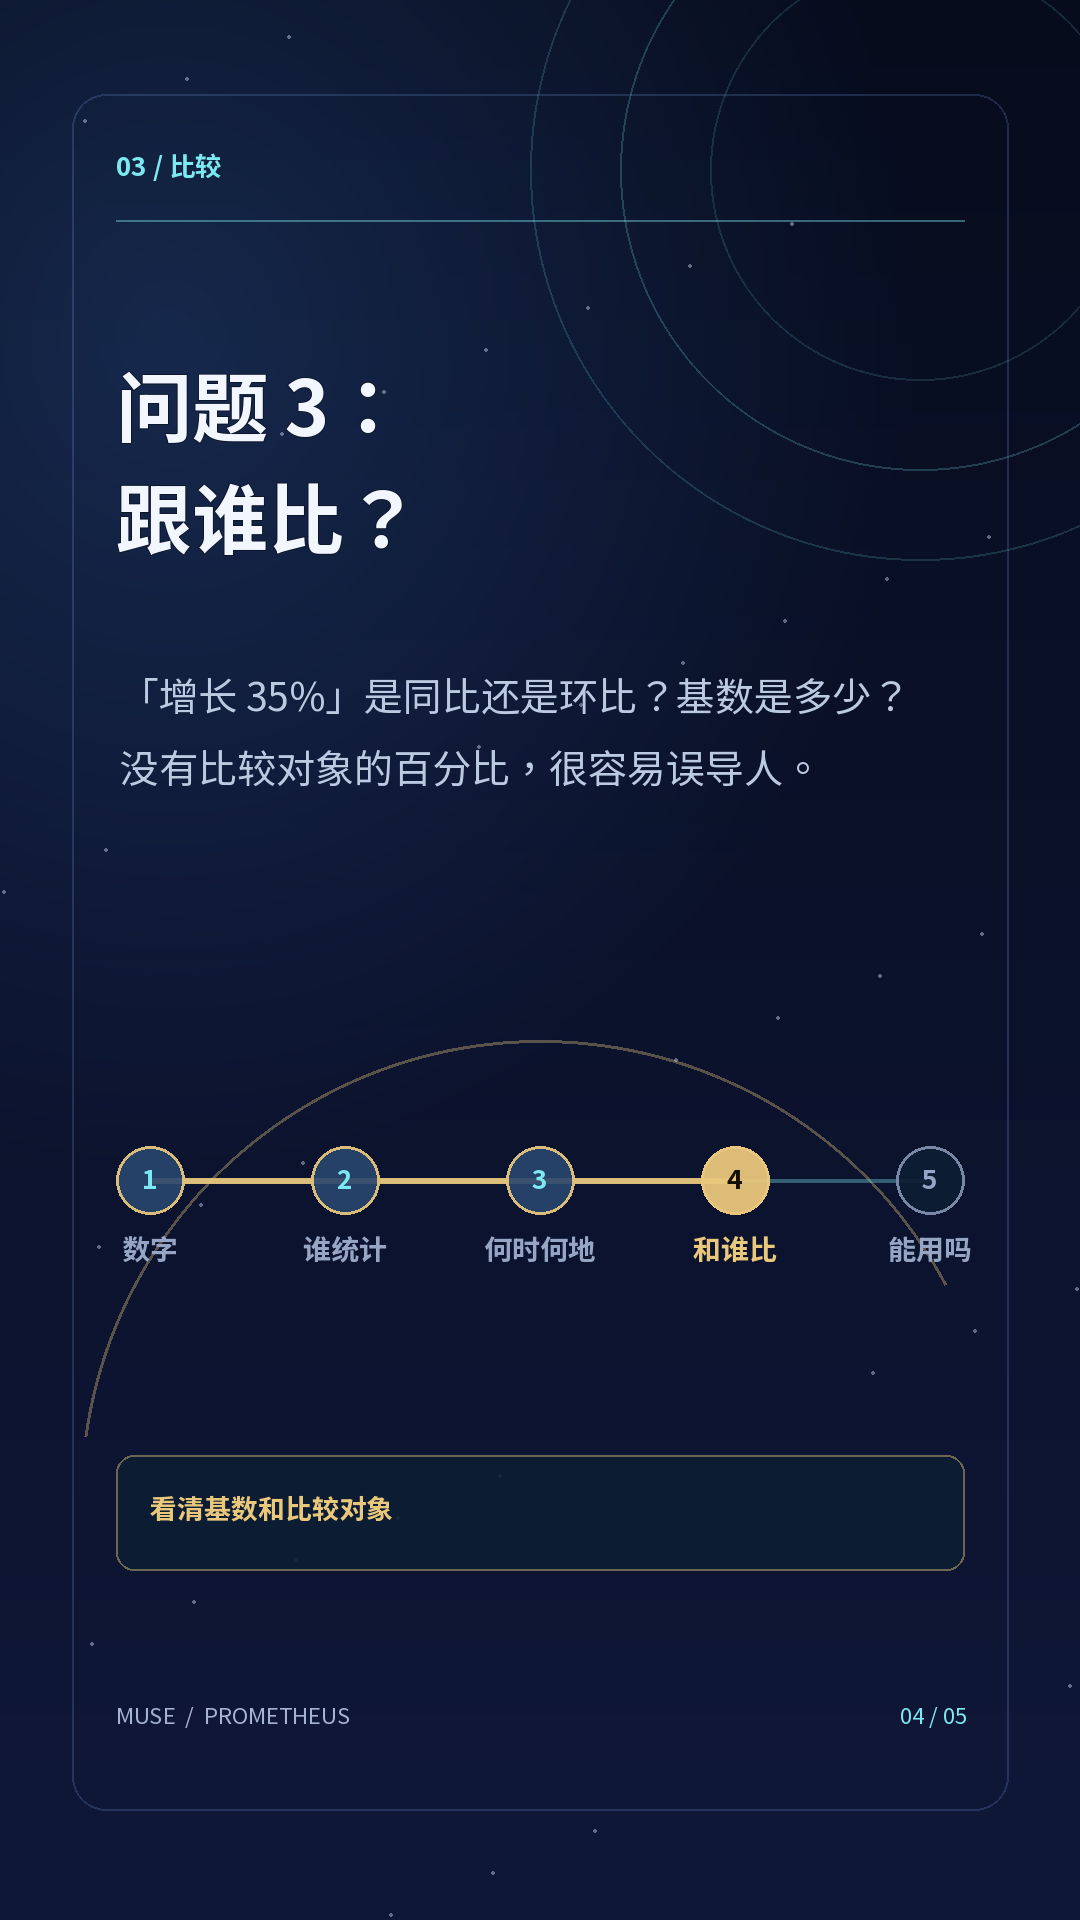 03 / 比较
问题 3：
跟谁比？
「增长 35%」是同比还是环比？基数是多少？
没有比较对象的百分比，很容易误导人。
1 2 3 4 5
数字 谁统计 何时何地 和谁比 能用吗
看清基数和比较对象
MUSE / PROMETHEUS 04 / 05